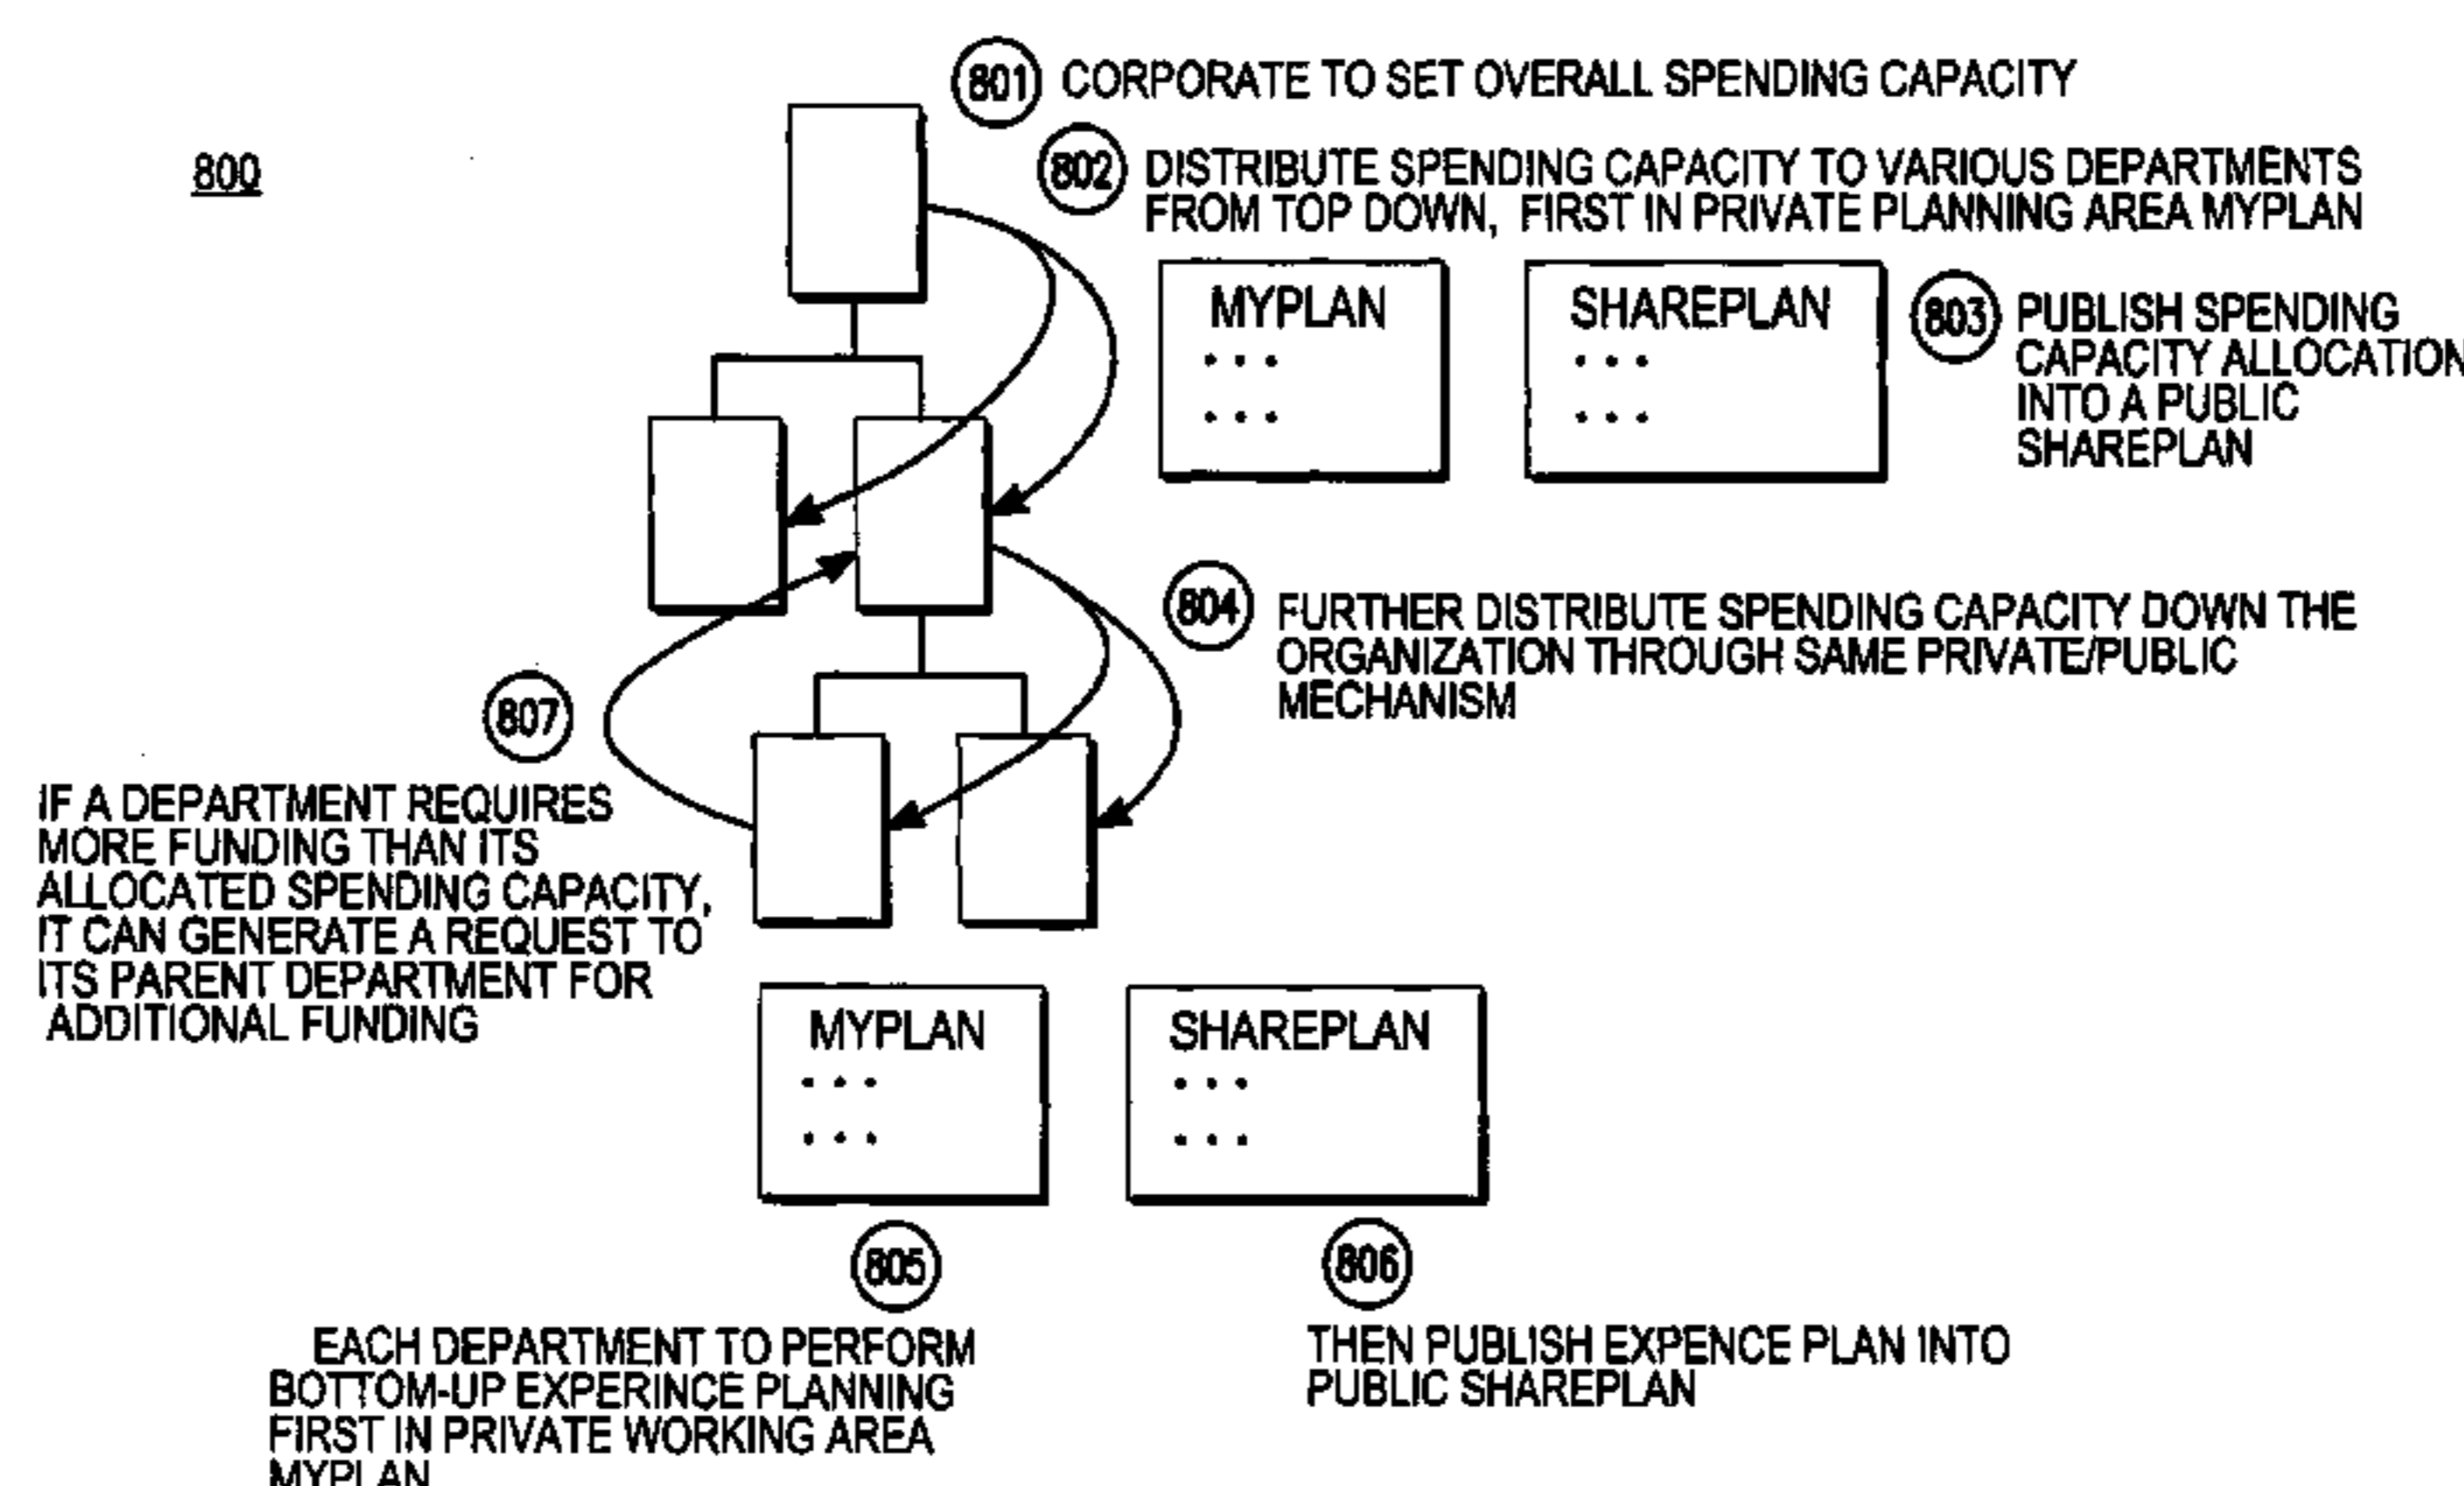 800
801 CORPORATE TO SET OVERALL SPENDING CAPACITY
802 DISTRIBUTE SPENDING CAPACITY TO VARIOUS DEPARTMENTS
FROM TOP DOWN, FIRST IN PRIVATE PLANNING AREA MYPLAN
MYPLAN
SHAREPLAN
803 PUBLISH SPENDING
CAPACITY ALLOCATION
INTO A PUBLIC
SHAREPLAN
804 FURTHER DISTRIBUTE SPENDING CAPACITY DOWN THE
ORGANIZATION THROUGH SAME PRIVATE/PUBLIC
MECHANISM
807
IF A DEPARTMENT REQUIRES
MORE FUNDING THAN ITS
ALLOCATED SPENDING CAPACITY,
IT CAN GENERATE A REQUEST TO
ITS PARENT DEPARTMENT FOR
ADDITIONAL FUNDING
MYPLAN
SHAREPLAN
805
EACH DEPARTMENT TO PERFORM
BOTTOM-UP EXPERINCE PLANNING
FIRST IN PRIVATE WORKING AREA
MYPLAN
806
THEN PUBLISH EXPENCE PLAN INTO
PUBLIC SHAREPLAN